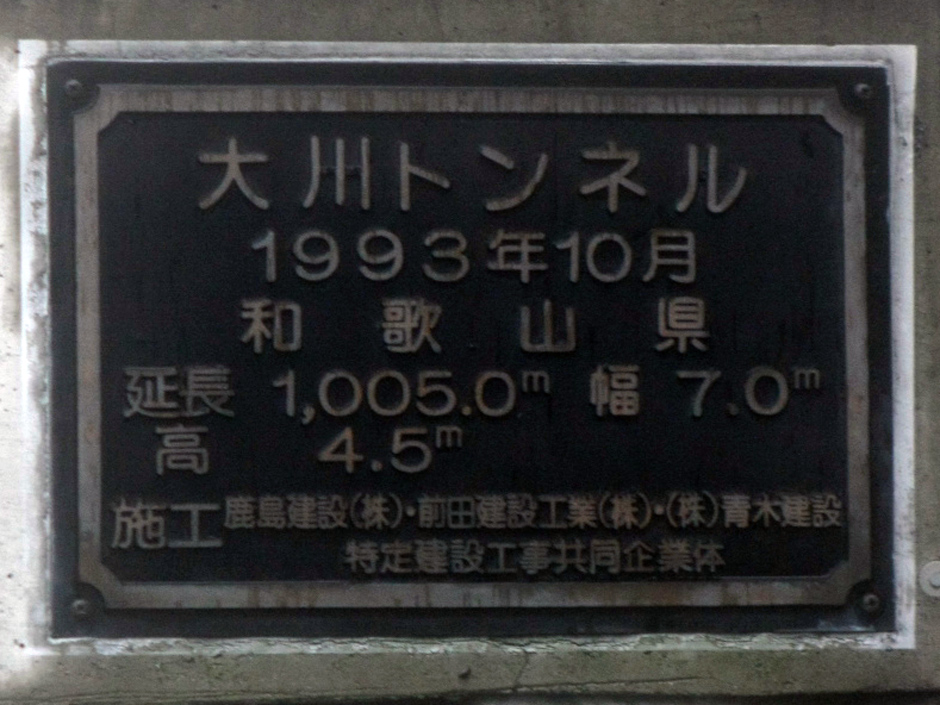 大川トンネル
1993年10月
和歌山県
延長 1,005.0m 幅 7.0m
高 4.5m
施工 鹿島建設(株)・前田建設工業(株)・(株)青木建設
特定建設工事共同企業体